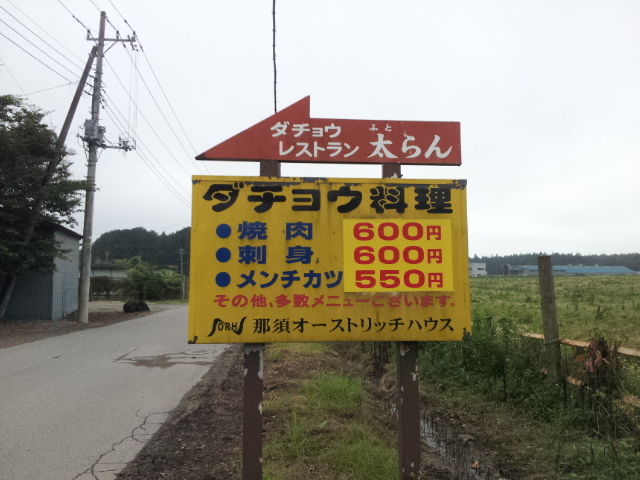 ダチョウ
レストラン
ふと
太らん
ダチョウ料理
●焼肉 600円
●刺身 600円
●メンチカツ 550円
その他、多数メニューございます。
SORHS 那須オーストリッチハウス